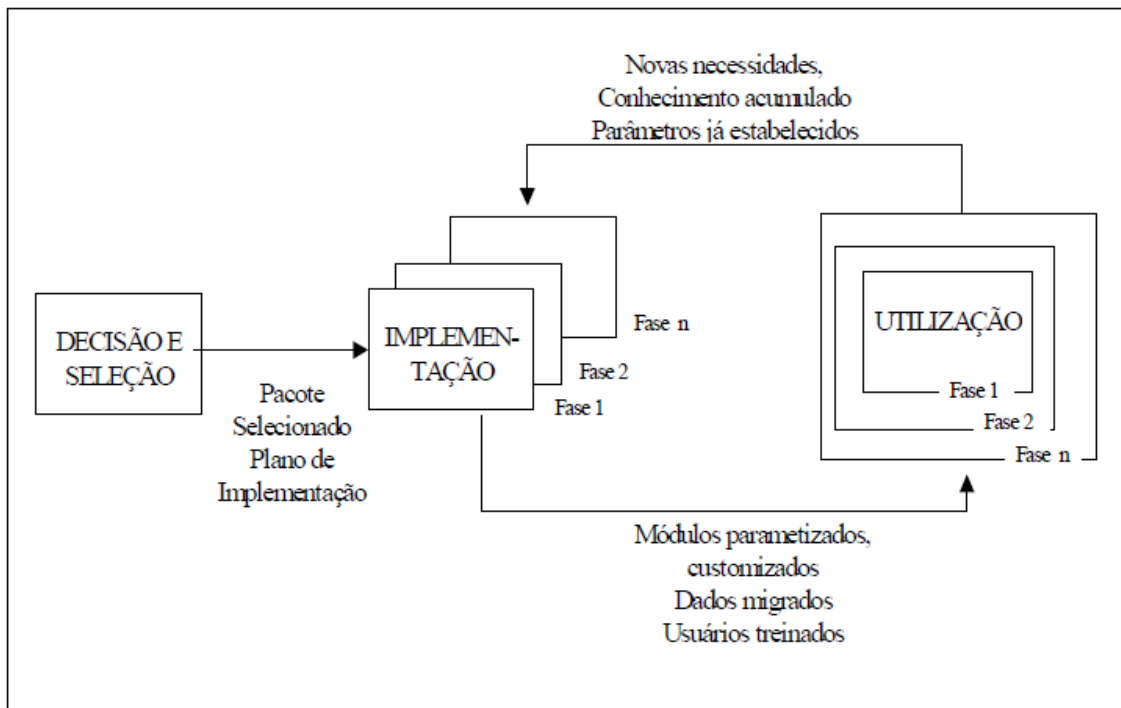 Novas necessidades,
Conhecimento acumulado
Parâmetros já estabelecidos
DECISÃO E
SELEÇÃO
Pacote
Selecionado
Plano de
Implementação
IMPLEMEN-
TAÇÃO
Fase 1
Fase 2
Fase n
UTILIZAÇÃO
Fase 1
Fase 2
Fase n
Módulos parametizados,
customizados
Dados migrados
Usuários treinados